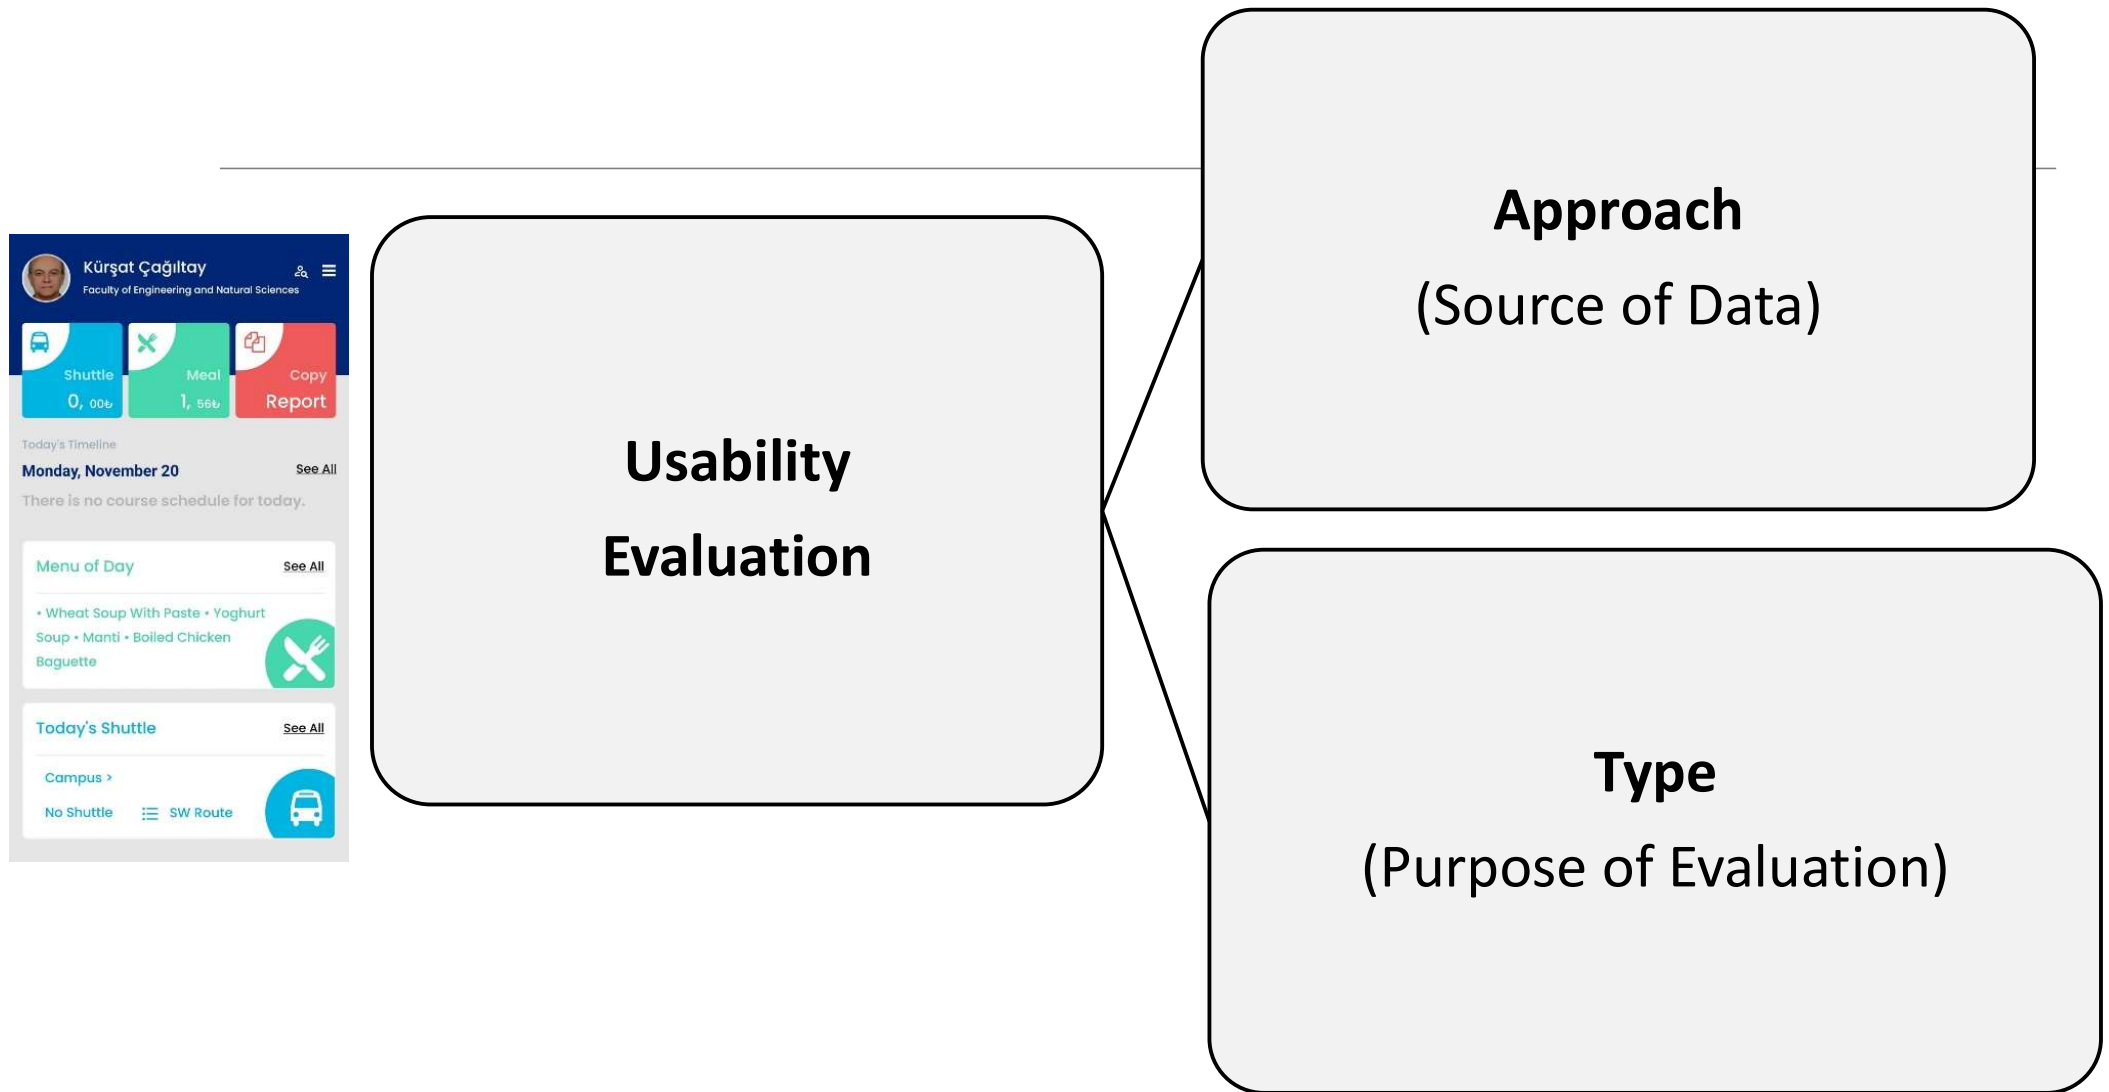 Kürşat Çağıltay
Faculty of Engineering and Natural Sciences
Shuttle
0, 00₺
Meal
1, 56₺
Copy
Report
Today's Timeline
Monday, November 20
See All
There is no course schedule for today.
Menu of Day
See All
• Wheat Soup With Paste • Yoghurt
Soup • Manti • Boiled Chicken
Baguette
Today's Shuttle
See All
Campus >
No Shuttle
SW Route
Usability
Evaluation
Approach
(Source of Data)
Type
(Purpose of Evaluation)